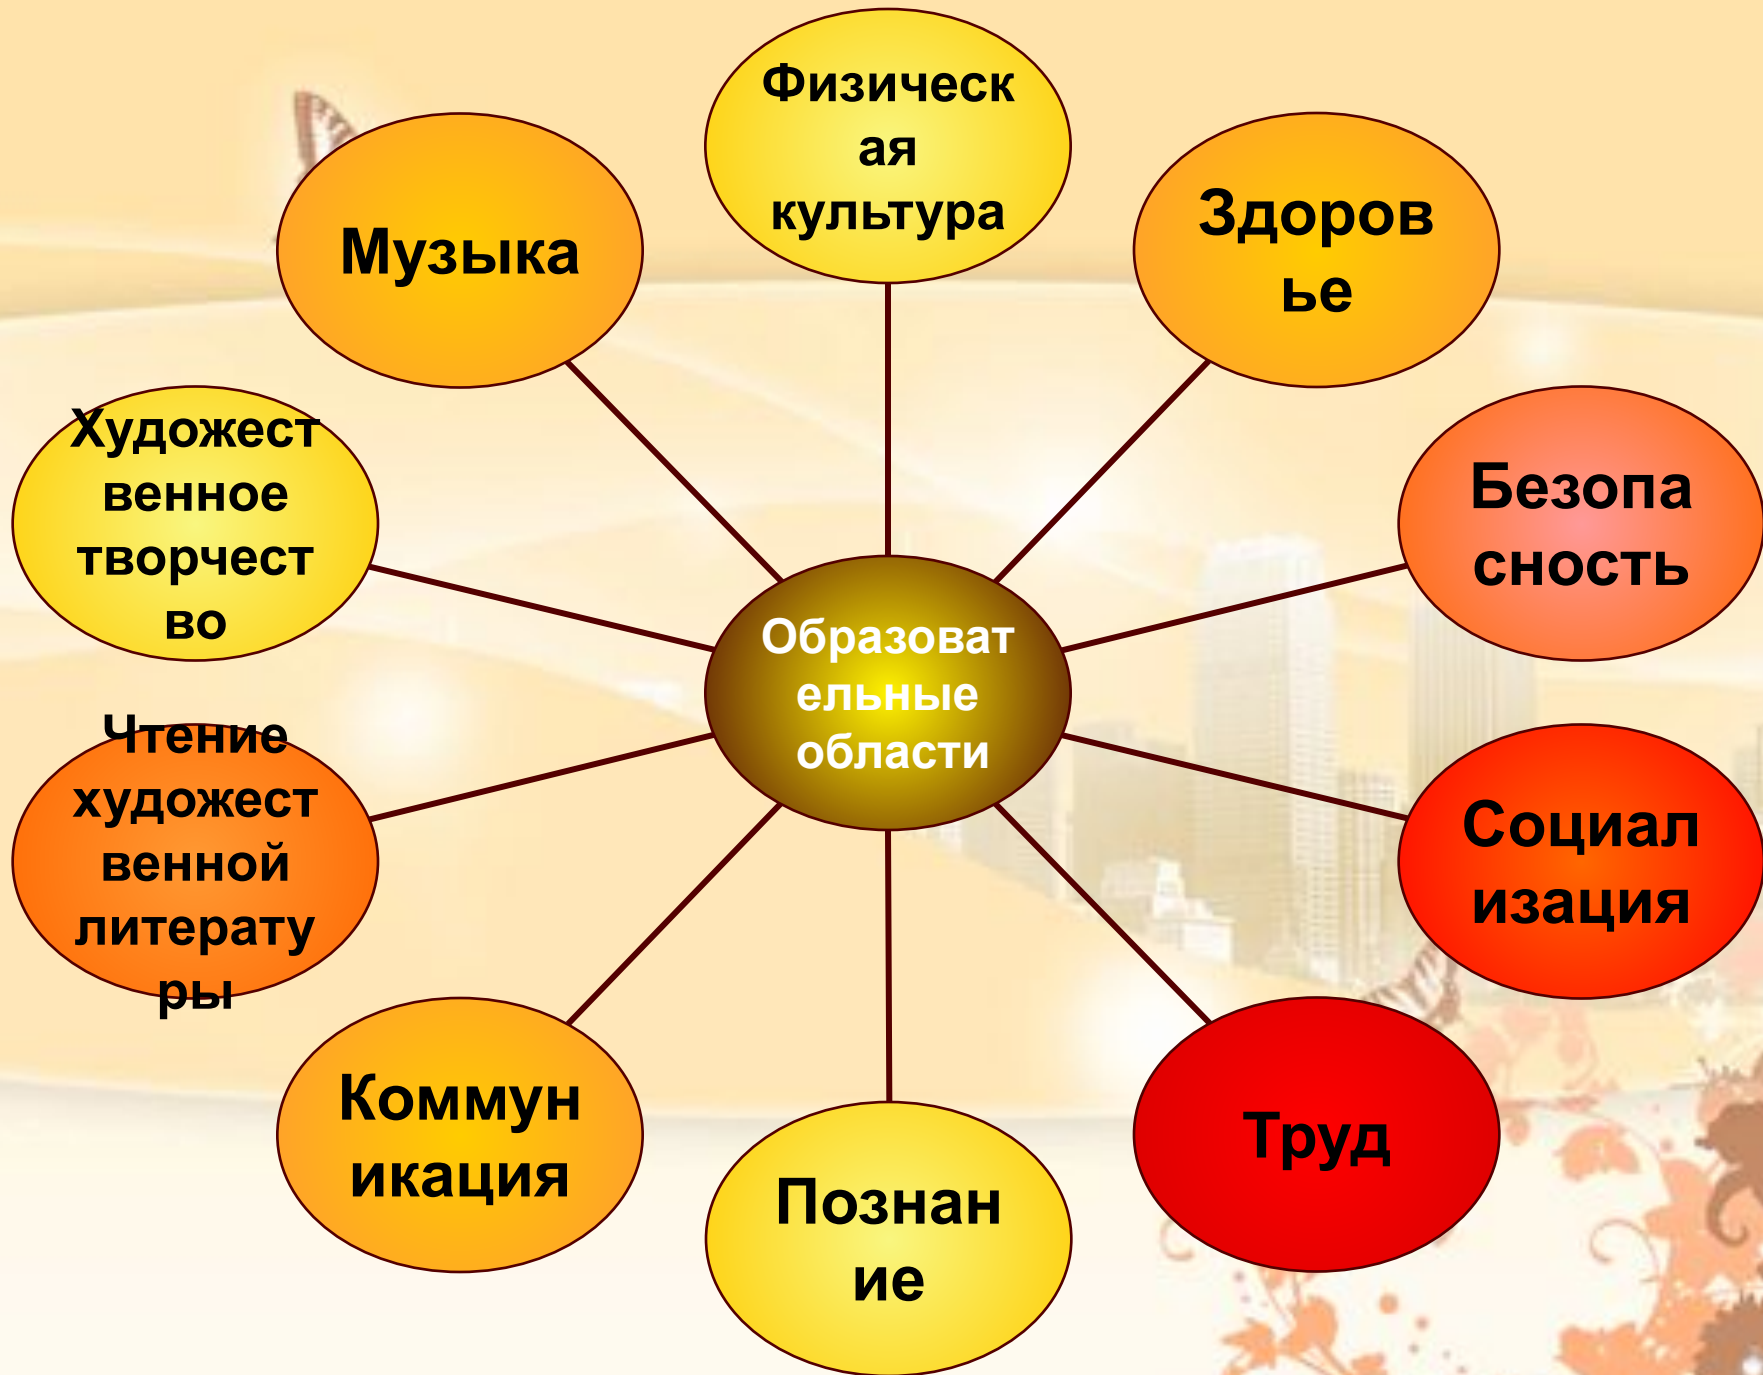 Физическ
ая
культура
Музыка
Здоров
ье
Художест
венное
творчест
во
Безопа
сность
Образоват
ельные
области
Чтение
художест
венной
литерату
ры
Социал
изация
Коммун
икация
Труд
Познан
ие